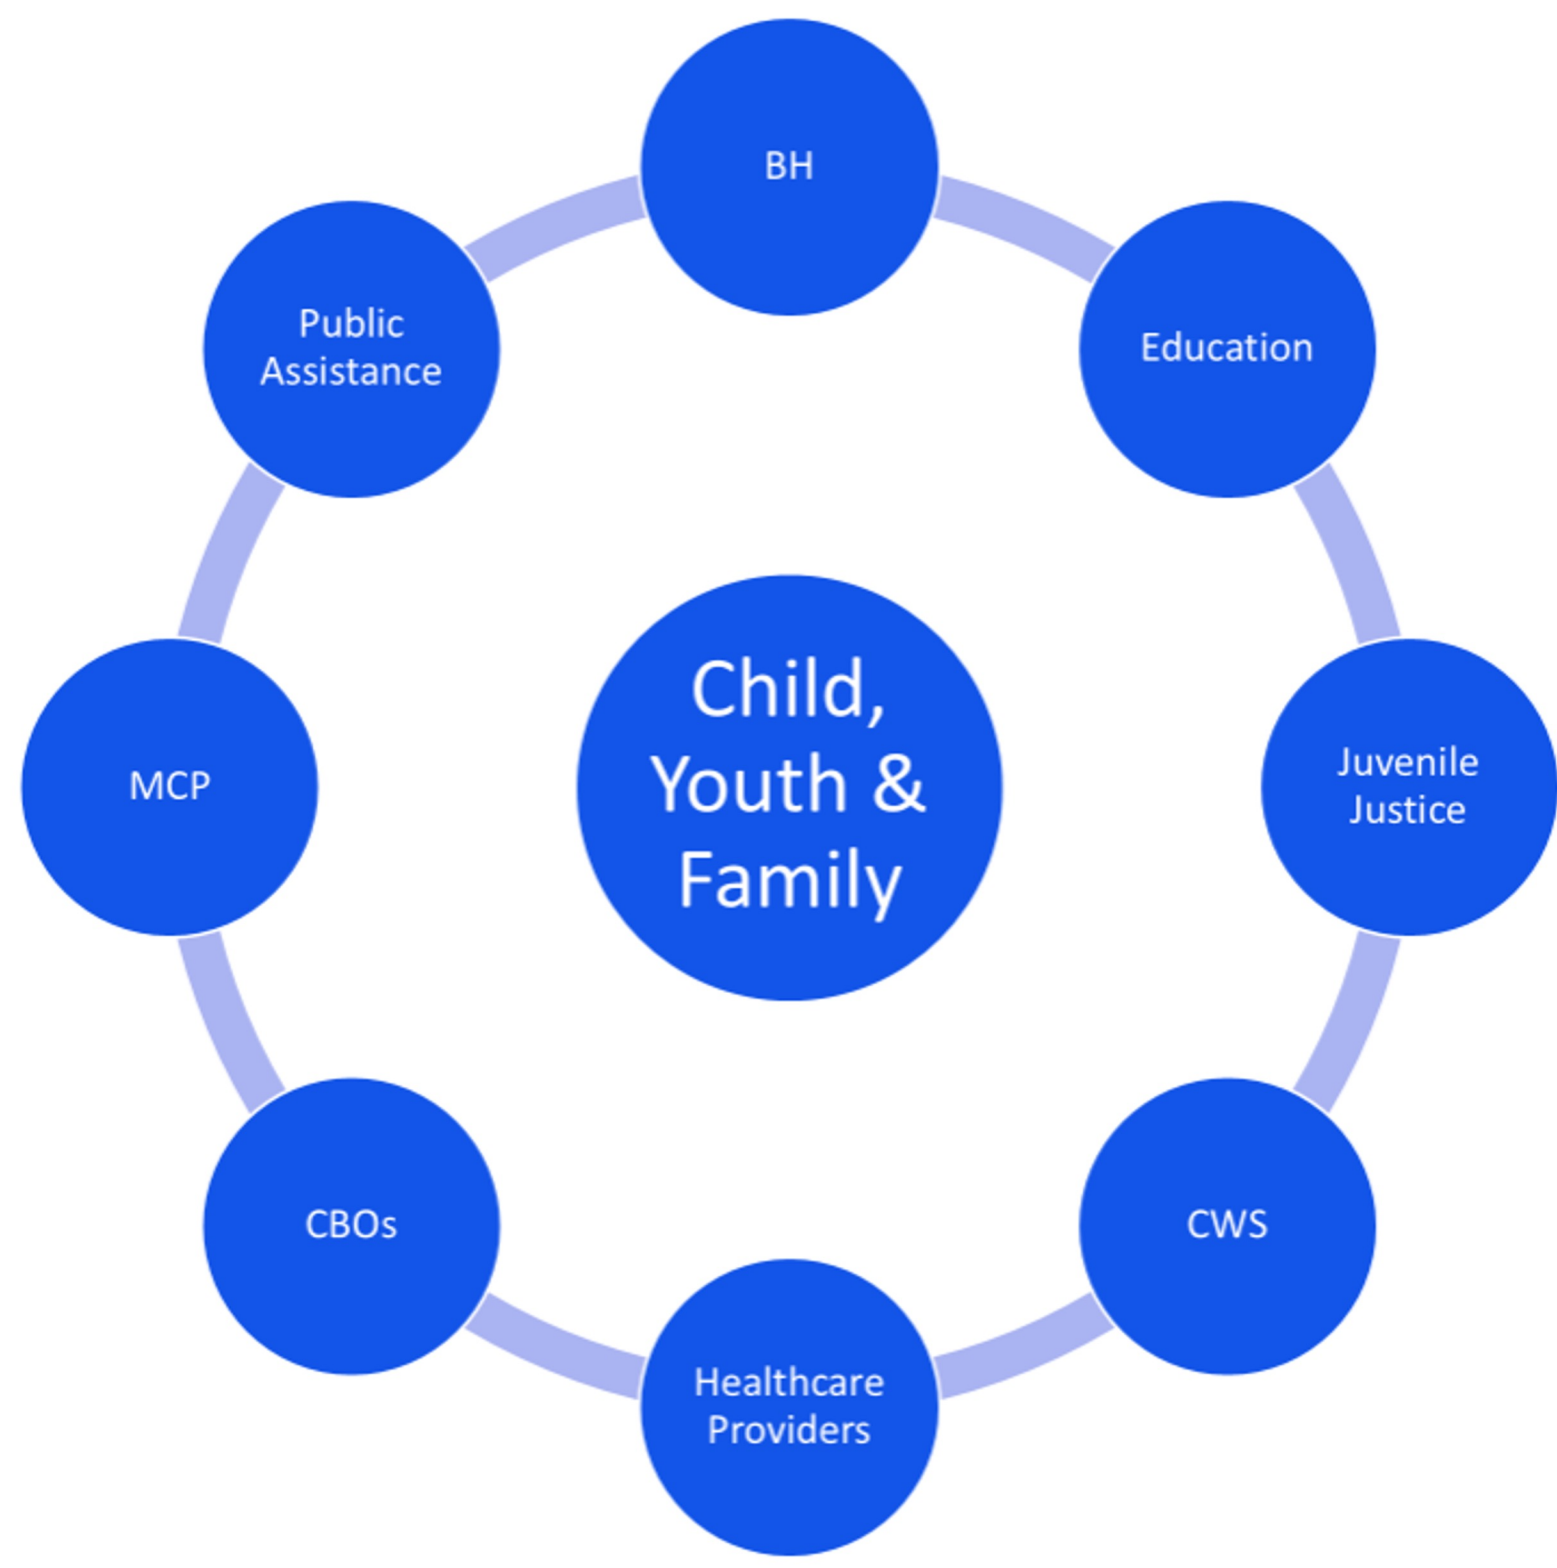 BH
Public
Assistance
Education
Child,
Youth &
Family
MCP
Juvenile
Justice
CBOs
CWS
Healthcare
Providers